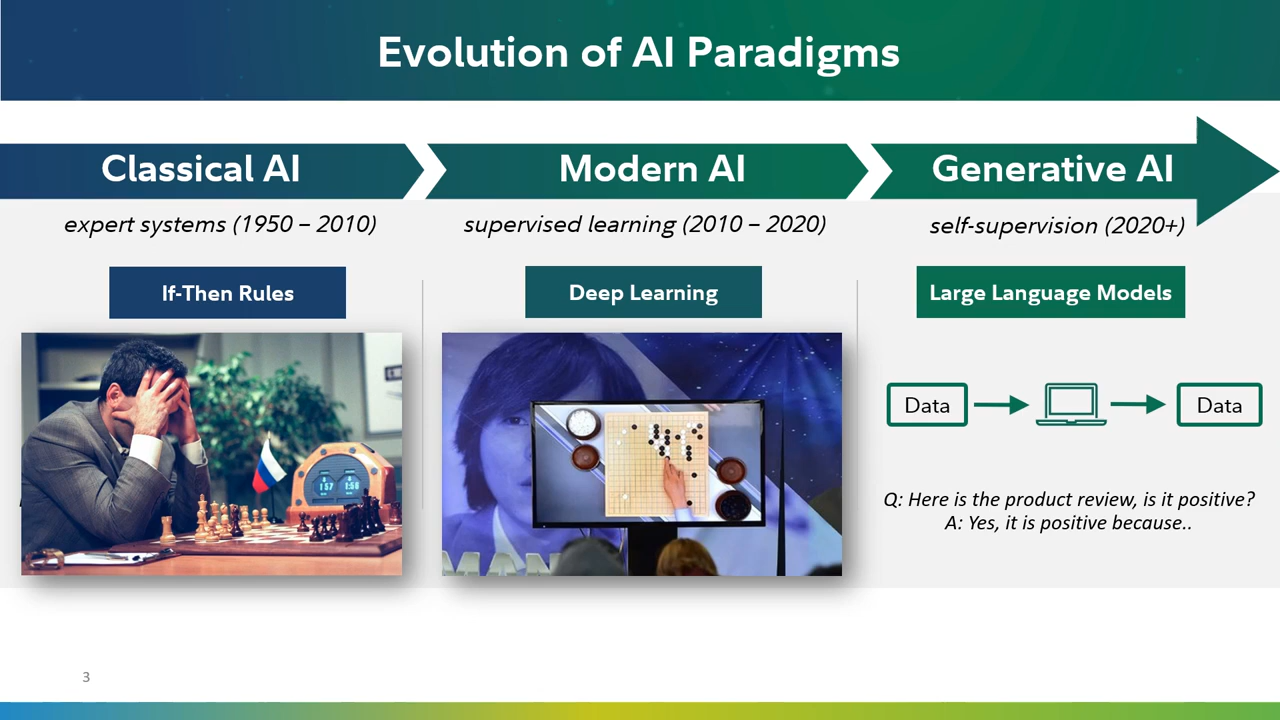 Evolution of AI Paradigms
Classical AI
Modern AI
Generative AI
expert systems (1950 – 2010)
supervised learning (2010 – 2020)
self-supervision (2020+)
If-Then Rules
Deep Learning
Large Language Models
Data
Data
Q: Here is the product review, is it positive?
A: Yes, it is positive because..
MAN
3